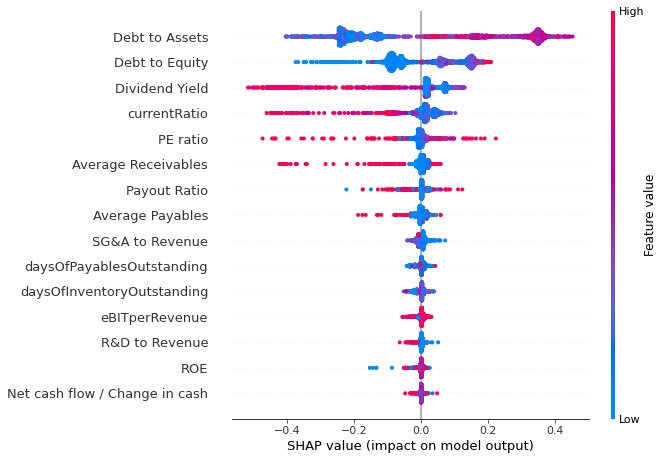 High
Debt to Assets
Debt to Equity
Dividend Yield
currentRatio
PE ratio
Average Receivables
Payout Ratio
Average Payables
SG&A to Revenue
daysOfPayablesOutstanding
daysOfInventoryOutstanding
eBITperRevenue
R&D to Revenue
ROE
Net cash flow / Change in cash
Feature value
Low
−0.4 −0.2 0.0 0.2 0.4
SHAP value (impact on model output)